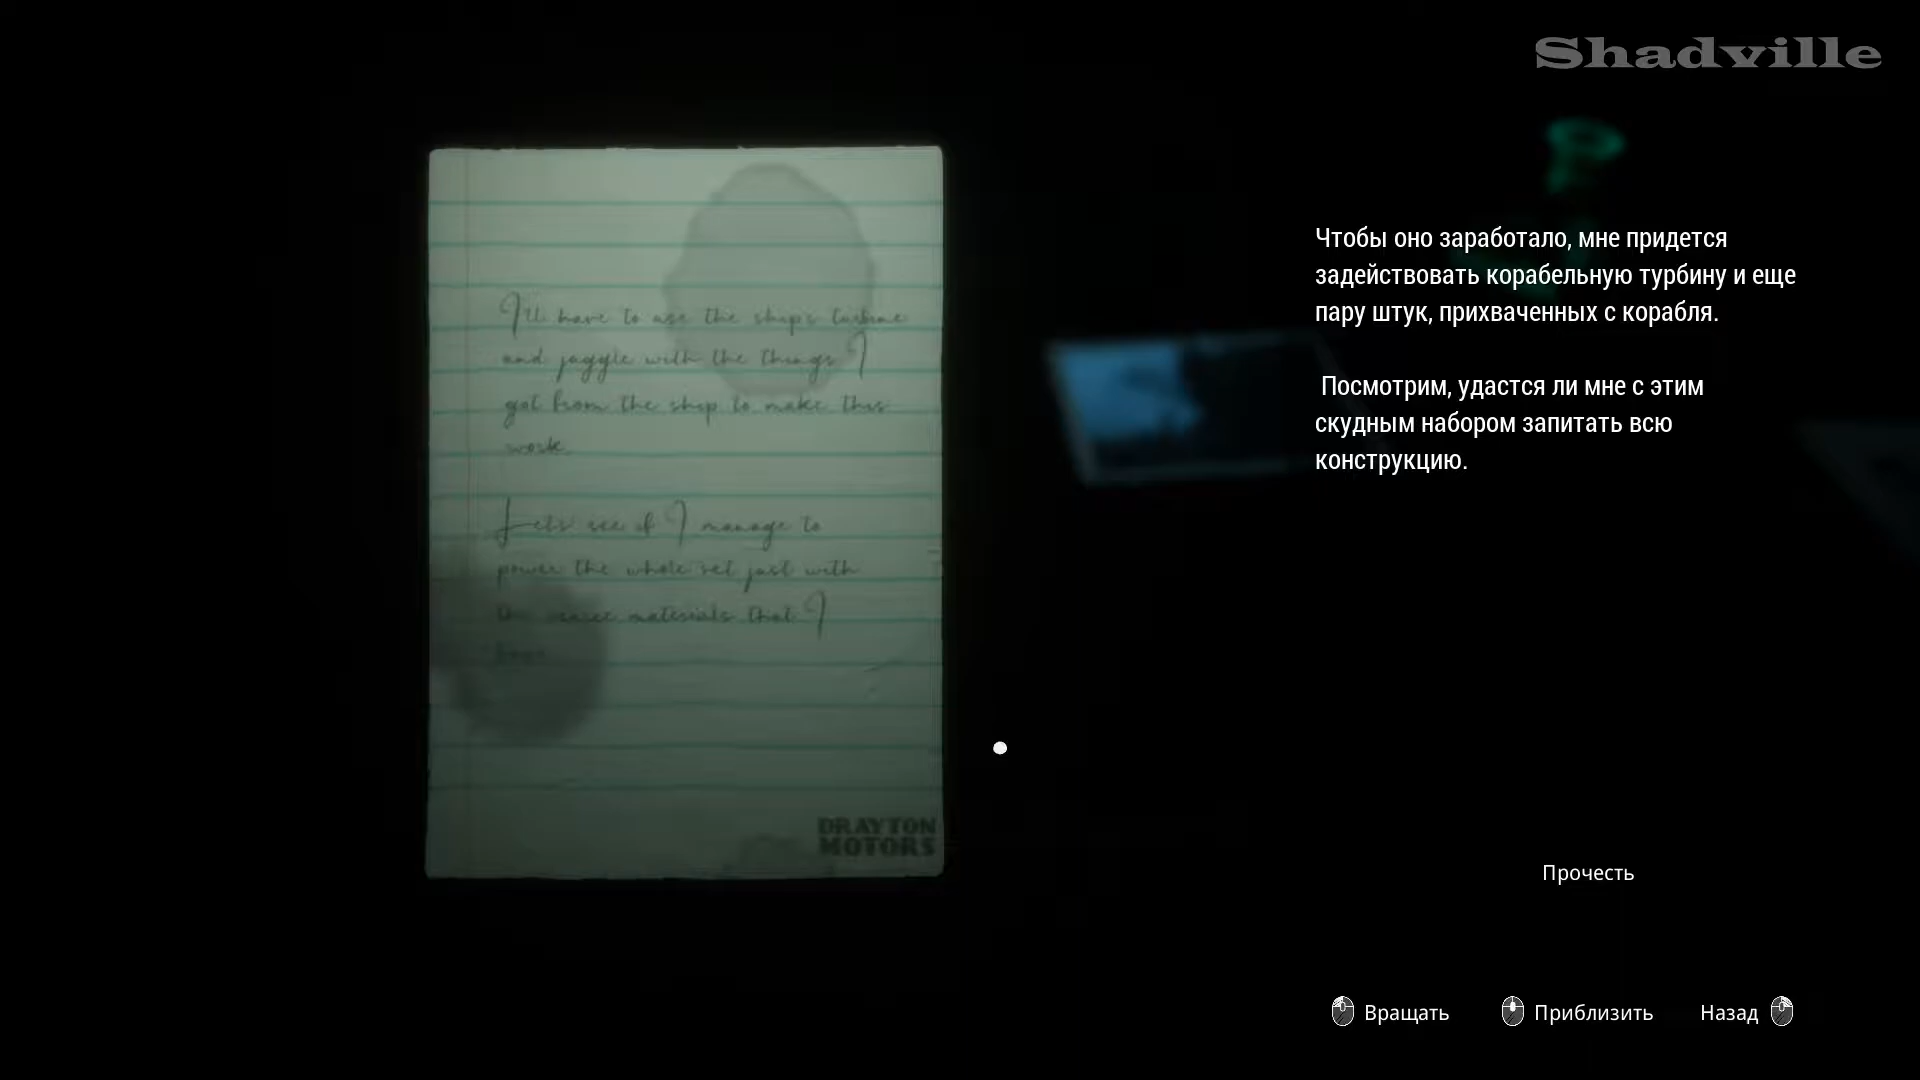 Shadville
I'll have to use the ship's turbine
and juggle with the things I
got from the ship to make this
work.
Let's see if I manage to
power the whole set just with
the scarce materials that I
have.
DRAYTON
MOTORS
Чтобы оно заработало, мне придется
задействовать корабельную турбину и еще
пару штук, прихваченных с корабля.
Посмотрим, удастся ли мне с этим
скудным набором запитать всю
конструкцию.
Прочесть
Вращать Приблизить Назад